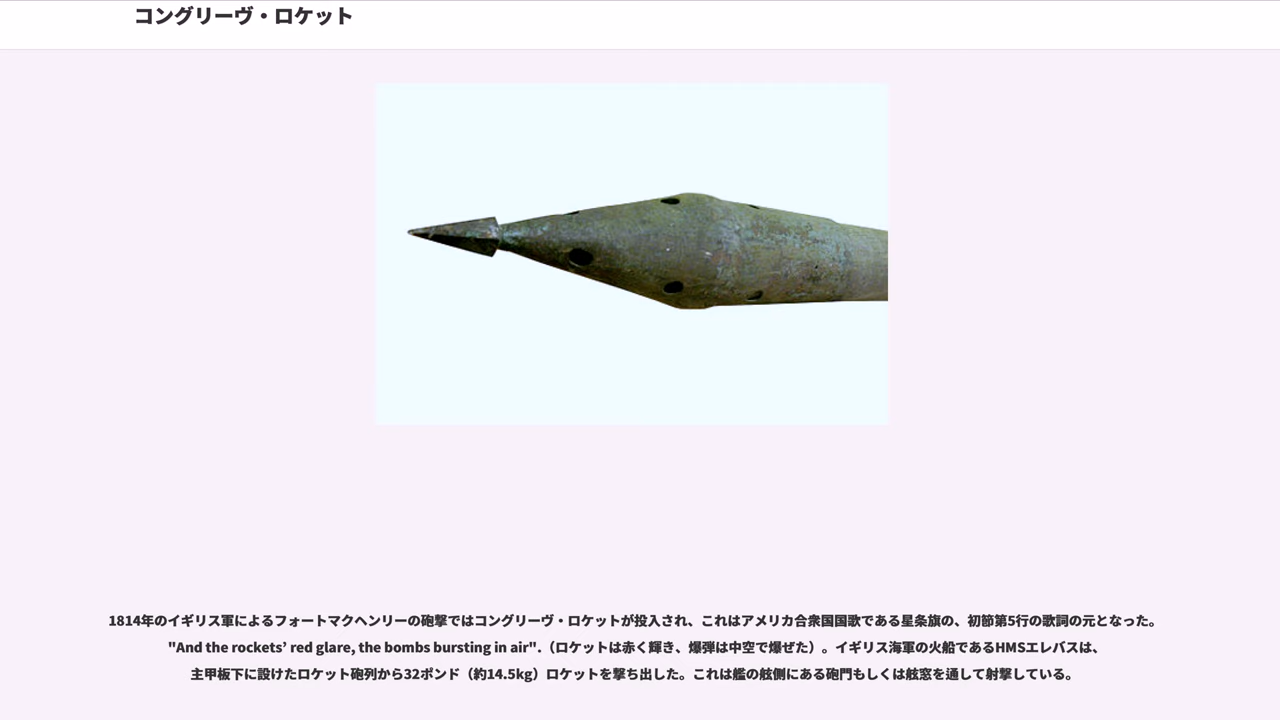 コングリーヴ・ロケット
1814年のイギリス軍によるフォートマクヘンリーの砲撃ではコングリーヴ・ロケットが投入され、これはアメリカ合衆国国歌である星条旗の、初節第5行の歌詞の元となった。
"And the rockets’ red glare, the bombs bursting in air".（ロケットは赤く輝き、爆弾は中空で爆ぜた）。イギリス海軍の火船であるHMSエレバスは、
主甲板下に設けたロケット砲列から32ポンド（約14.5kg）ロケットを撃ち出した。これは艦の舷側にある砲門もしくは舷窓を通して射撃している。